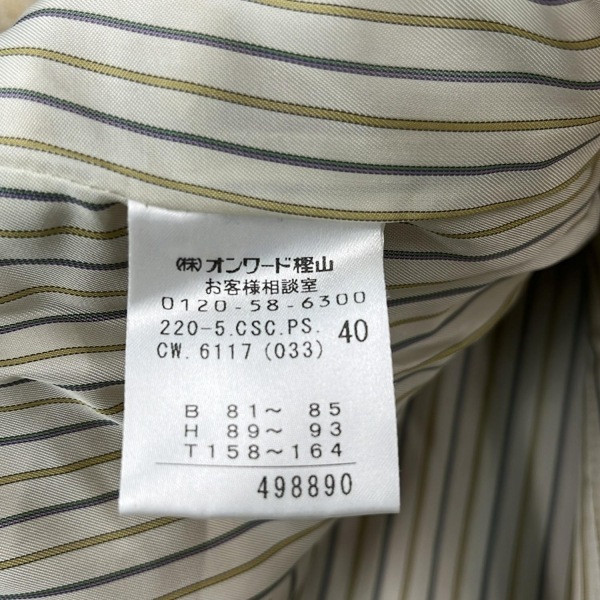 (株)オンワード樫山
お客様相談室
0120-58-6300
220-5.CSC.PS. 40
CW.6117(033)
B 81〜 85
H 89〜 93
T158〜164
498890